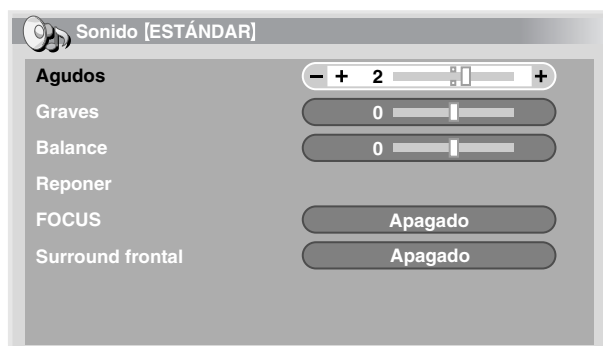 Sonido [ESTÁNDAR]
Agudos – + 2 +
Graves 0
Balance 0
Reponer
FOCUS Apagado
Surround frontal Apagado